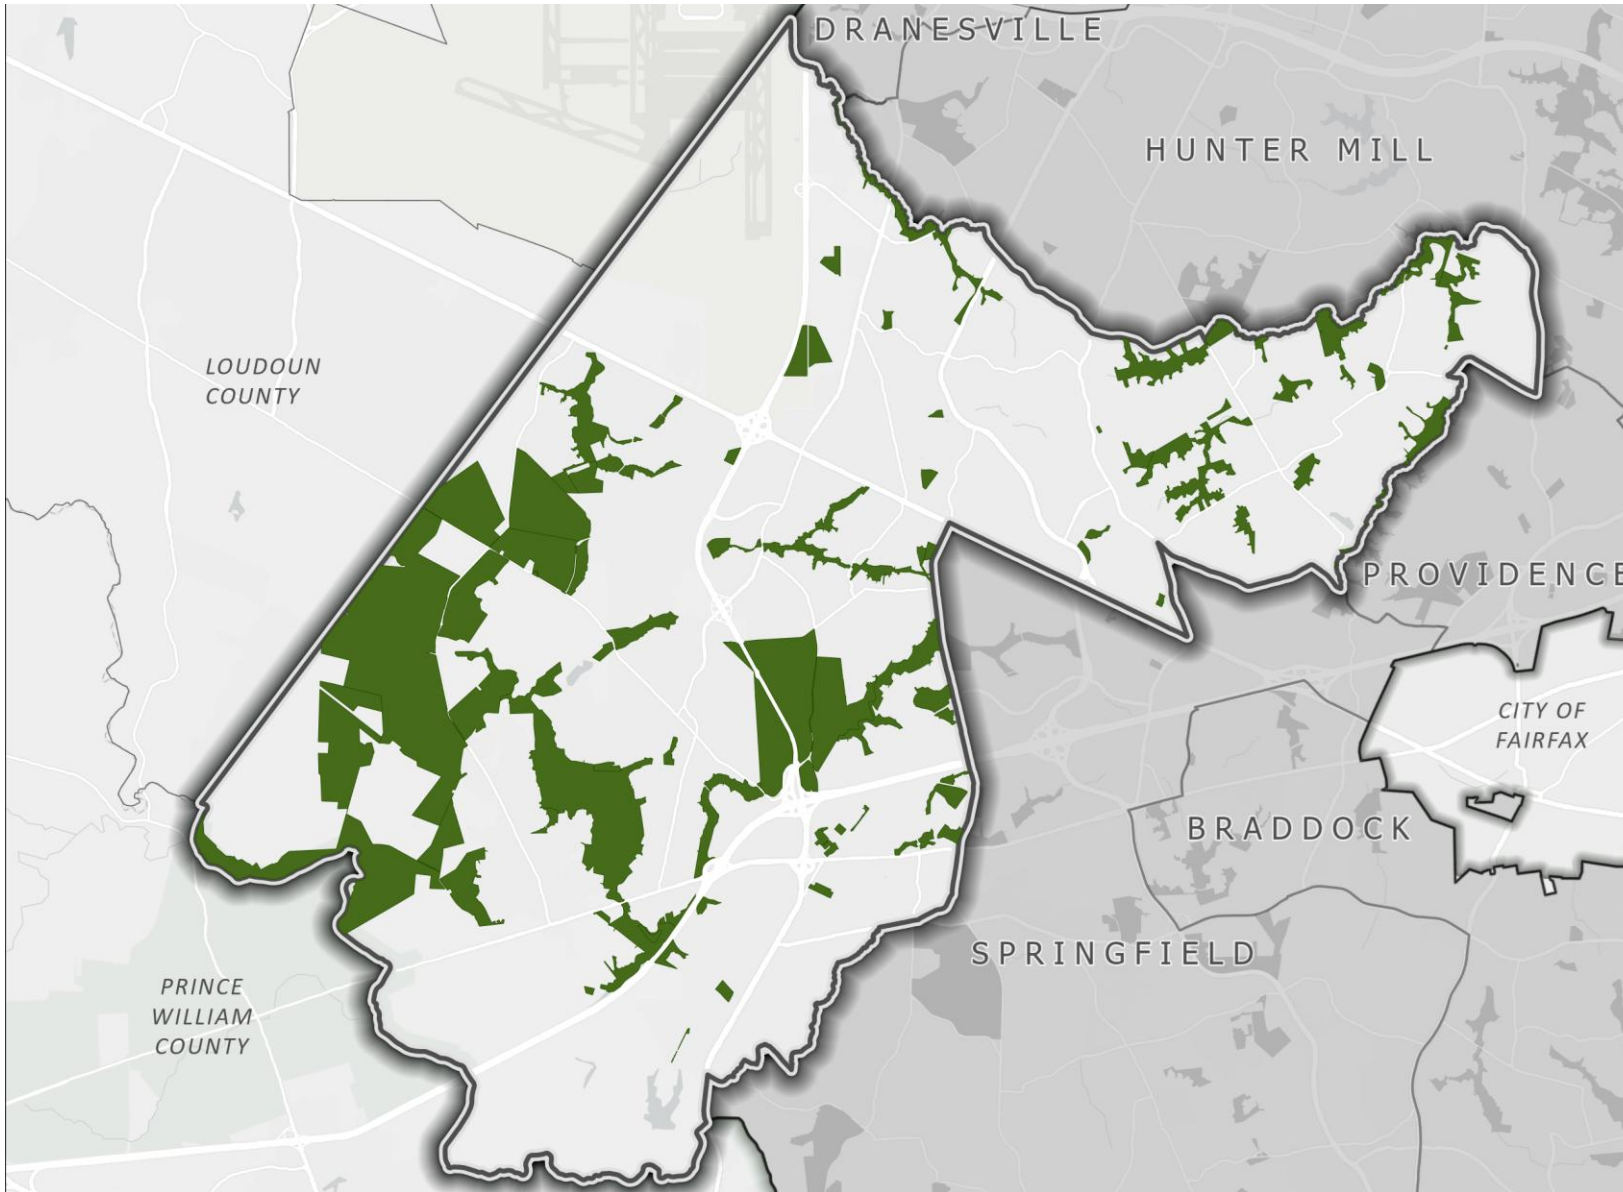 DRANESVILLE
HUNTER MILL
LOUDOUN
COUNTY
PROVIDENCE
CITY OF
FAIRFAX
BRADDOCK
SPRINGFIELD
PRINCE
WILLIAM
COUNTY